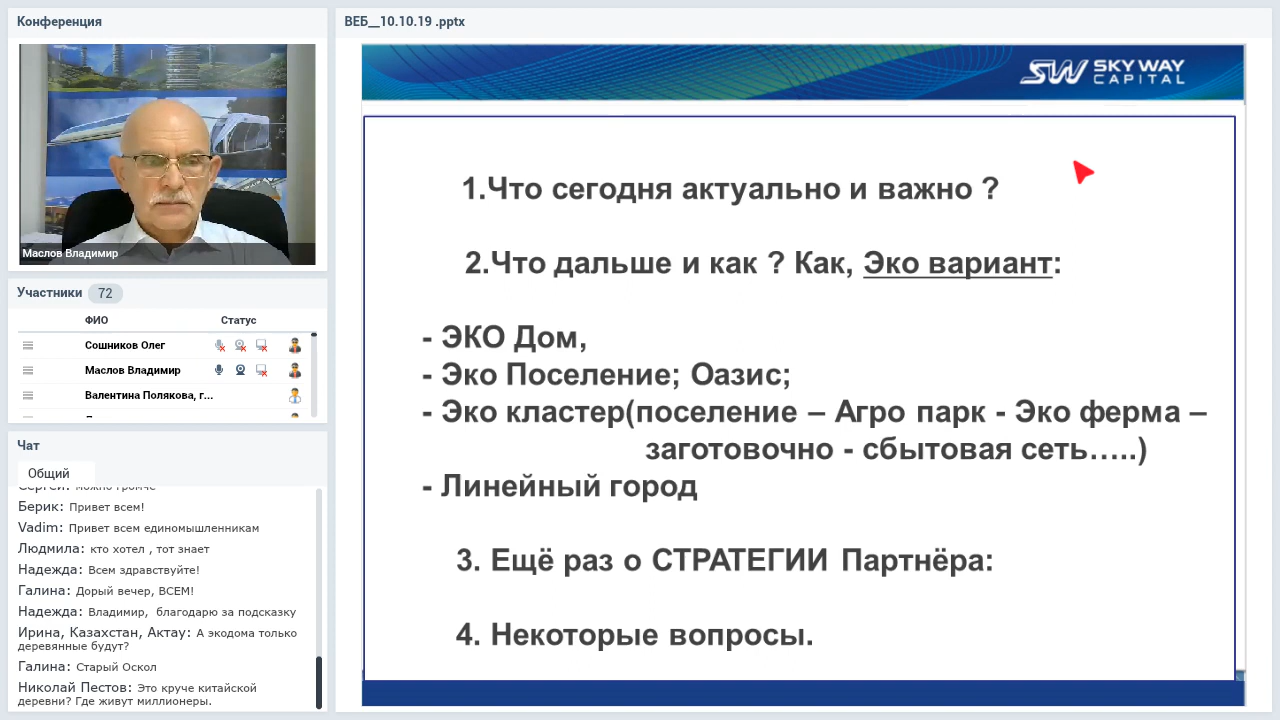 Конференция
Маслов Владимир
Участники 72
ФИО Статус
Сошников Олег
Маслов Владимир
Валентина Полякова, г...
Чат
Общий
Сергей: можно громче
Берик: Привет всем!
Vadim: Привет всем единомышленникам
Людмила: кто хотел , тот знает
Надежда: Всем здравствуйте!
Галина: Дорый вечер, ВСЕМ!
Надежда: Владимир, благодарю за подсказку
Ирина, Казахстан, Актау: А экодома только
деревянные будут?
Галина: Старый Оскол
Николай Пестов: Это круче китайской
деревни? Где живут миллионеры.
ВЕБ__10.10.19 .pptx
SW SKY WAY
CAPITAL
1.Что сегодня актуально и важно ?
2.Что дальше и как ? Как, Эко вариант:
- ЭКО Дом,
- Эко Поселение; Оазис;
- Эко кластер(поселение – Агро парк - Эко ферма –
заготовочно - сбытовая сеть…..)
- Линейный город
3. Ещё раз о СТРАТЕГИИ Партнёра:
4. Некоторые вопросы.